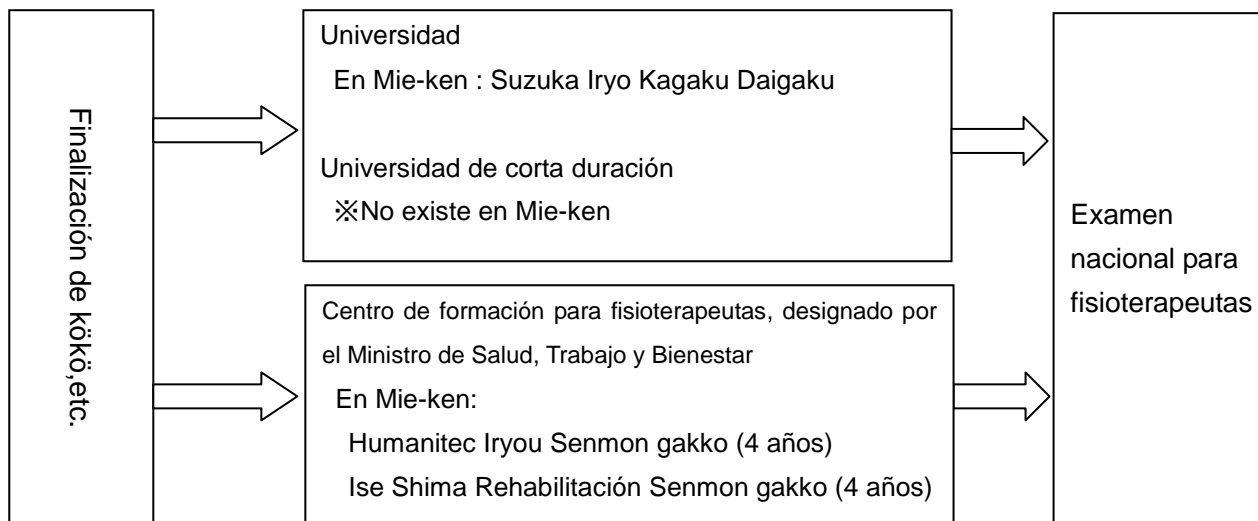 Finalización de kökö,etc.
Universidad
En Mie-ken : Suzuka Iryo Kagaku Daigaku
Universidad de corta duración
※No existe en Mie-ken
Centro de formación para fisioterapeutas, designado por
el Ministro de Salud, Trabajo y Bienestar
En Mie-ken:
Humanitec Iryou Senmon gakko (4 años)
Ise Shima Rehabilitación Senmon gakko (4 años)
Examen
nacional para
fisioterapeutas